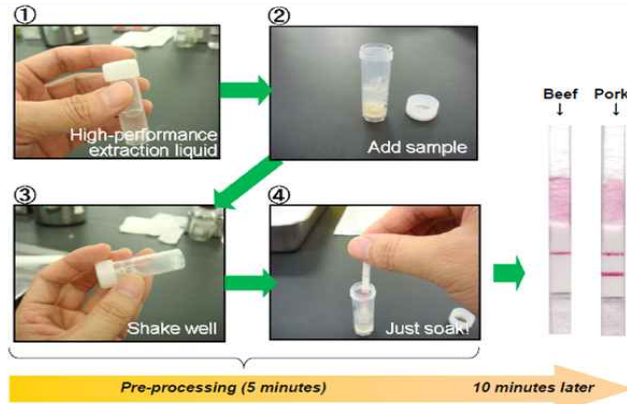 ①
High-performance
extraction liquid
②
Add sample
③
Shake well
④
Just soak!
Beef Pork
↓ ↓
Pre-processing (5 minutes) 10 minutes later